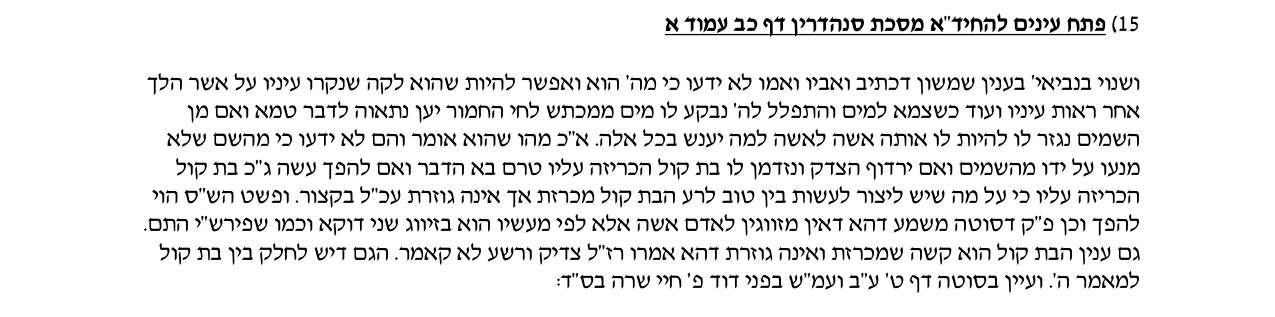 15) פתח עינים להחיד"א מסכת סנהדרין דף כב עמוד א
ושנוי בנביאי' בענין שמשון דכתיב ואביו ואמו לא ידעו כי מה' הוא ואפשר להיות שהוא לקה שנקרו עיניו על אשר הלך
אחר ראות עיניו ועוד כשצמא למים והתפלל לה' נבקע לו מים ממכתש לחי החמור יען נתאוה לדבר טמא ואם מן
השמים נגזר לו להיות לו אותה אשה לאשה למה יענש בכל אלה. א"כ מהו שהוא אומר והם לא ידעו כי מהשם שלא
מנעו על ידו מהשמים ואם ירדוף הצדק ונזדמן לו בת קול הכריזה עליו טרם בא הדבר ואם להפך עשה ג"כ בת קול
הכריזה עליו כי על מה שיש ליצור לעשות בין טוב לרע הבת קול מכרזת אך אינה גוזרת עכ"ל בקצור. ופשט הש"ס הוי
להפך וכן פ"ק דסוטה משמע דהא דאין מזווגין לאדם אשה אלא לפי מעשיו הוא בזיווג שני דוקא וכמו שפירש"י התם.
גם ענין הבת קול הוא קשה שמכרזת ואינה גוזרת דהא אמרו רז"ל צדיק ורשע לא קאמר. הגם דיש לחלק בין בת קול
למאמר ה'. ועיין בסוטה דף ט' ע"ב ועמ"ש בפני דוד פ' חיי שרה בס"ד: